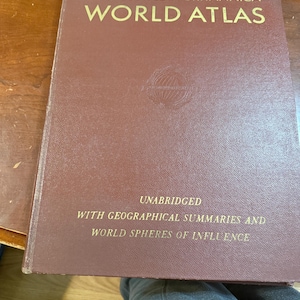 WORLD ATLAS
UNABRIDGED
WITH GEOGRAPHICAL SUMMARIES AND
WORLD SPHERES OF INFLUENCE